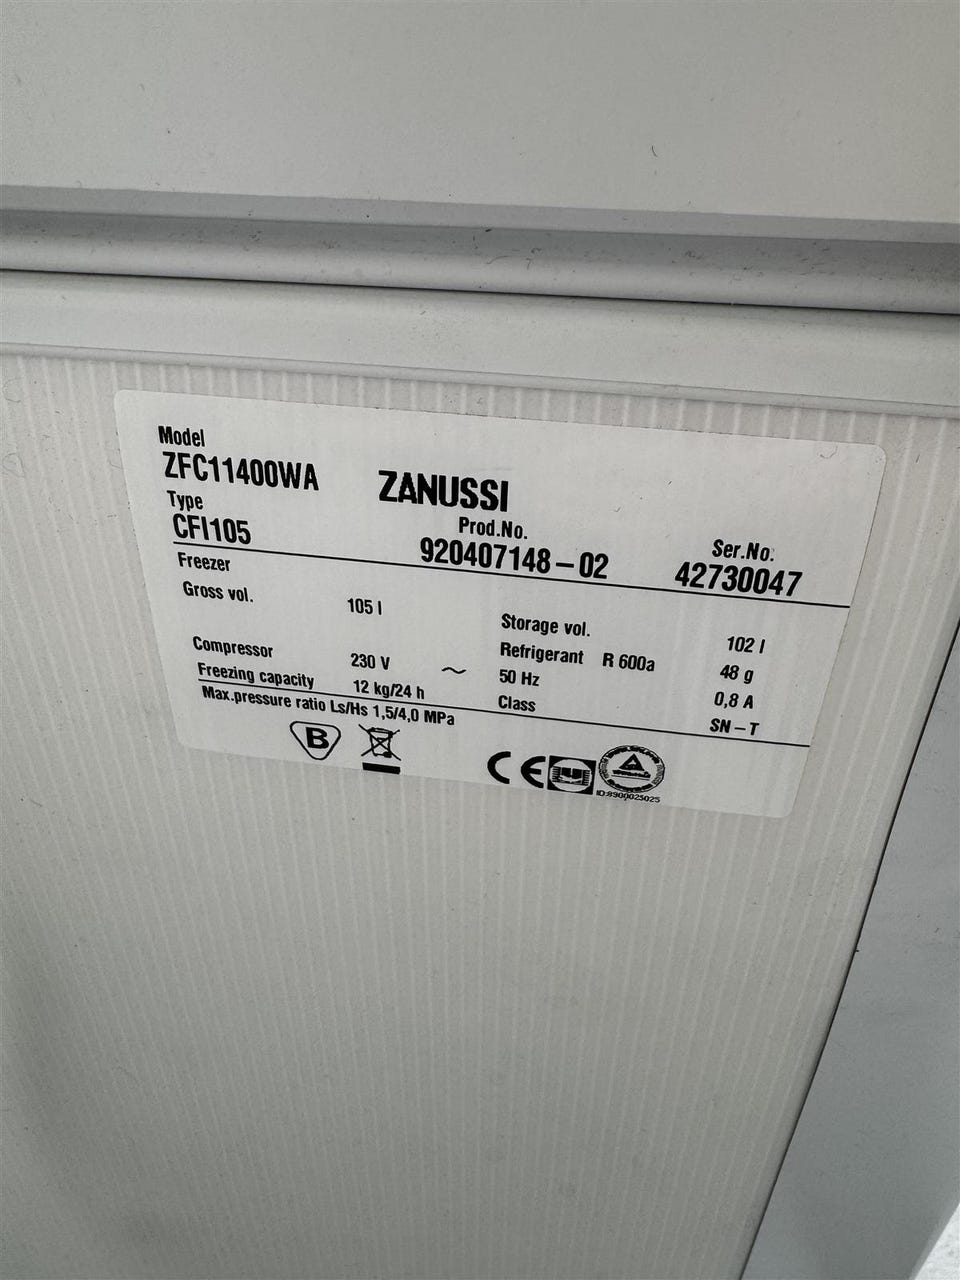 Model
ZFC11400WA
ZANUSSI
Type
CFI105
Prod.No.
920407148-02
Ser.No.
42730047
Freezer
Gross vol. 105 l
Storage vol. 102 l
Refrigerant R 600a 48 g
Compressor 230 V ~ 50 Hz 0,8 A
Freezing capacity 12 kg/24 h Class SN-T
Max.pressure ratio Ls/Hs 1,5/4,0 MPa
B
CE
ID:8900025025